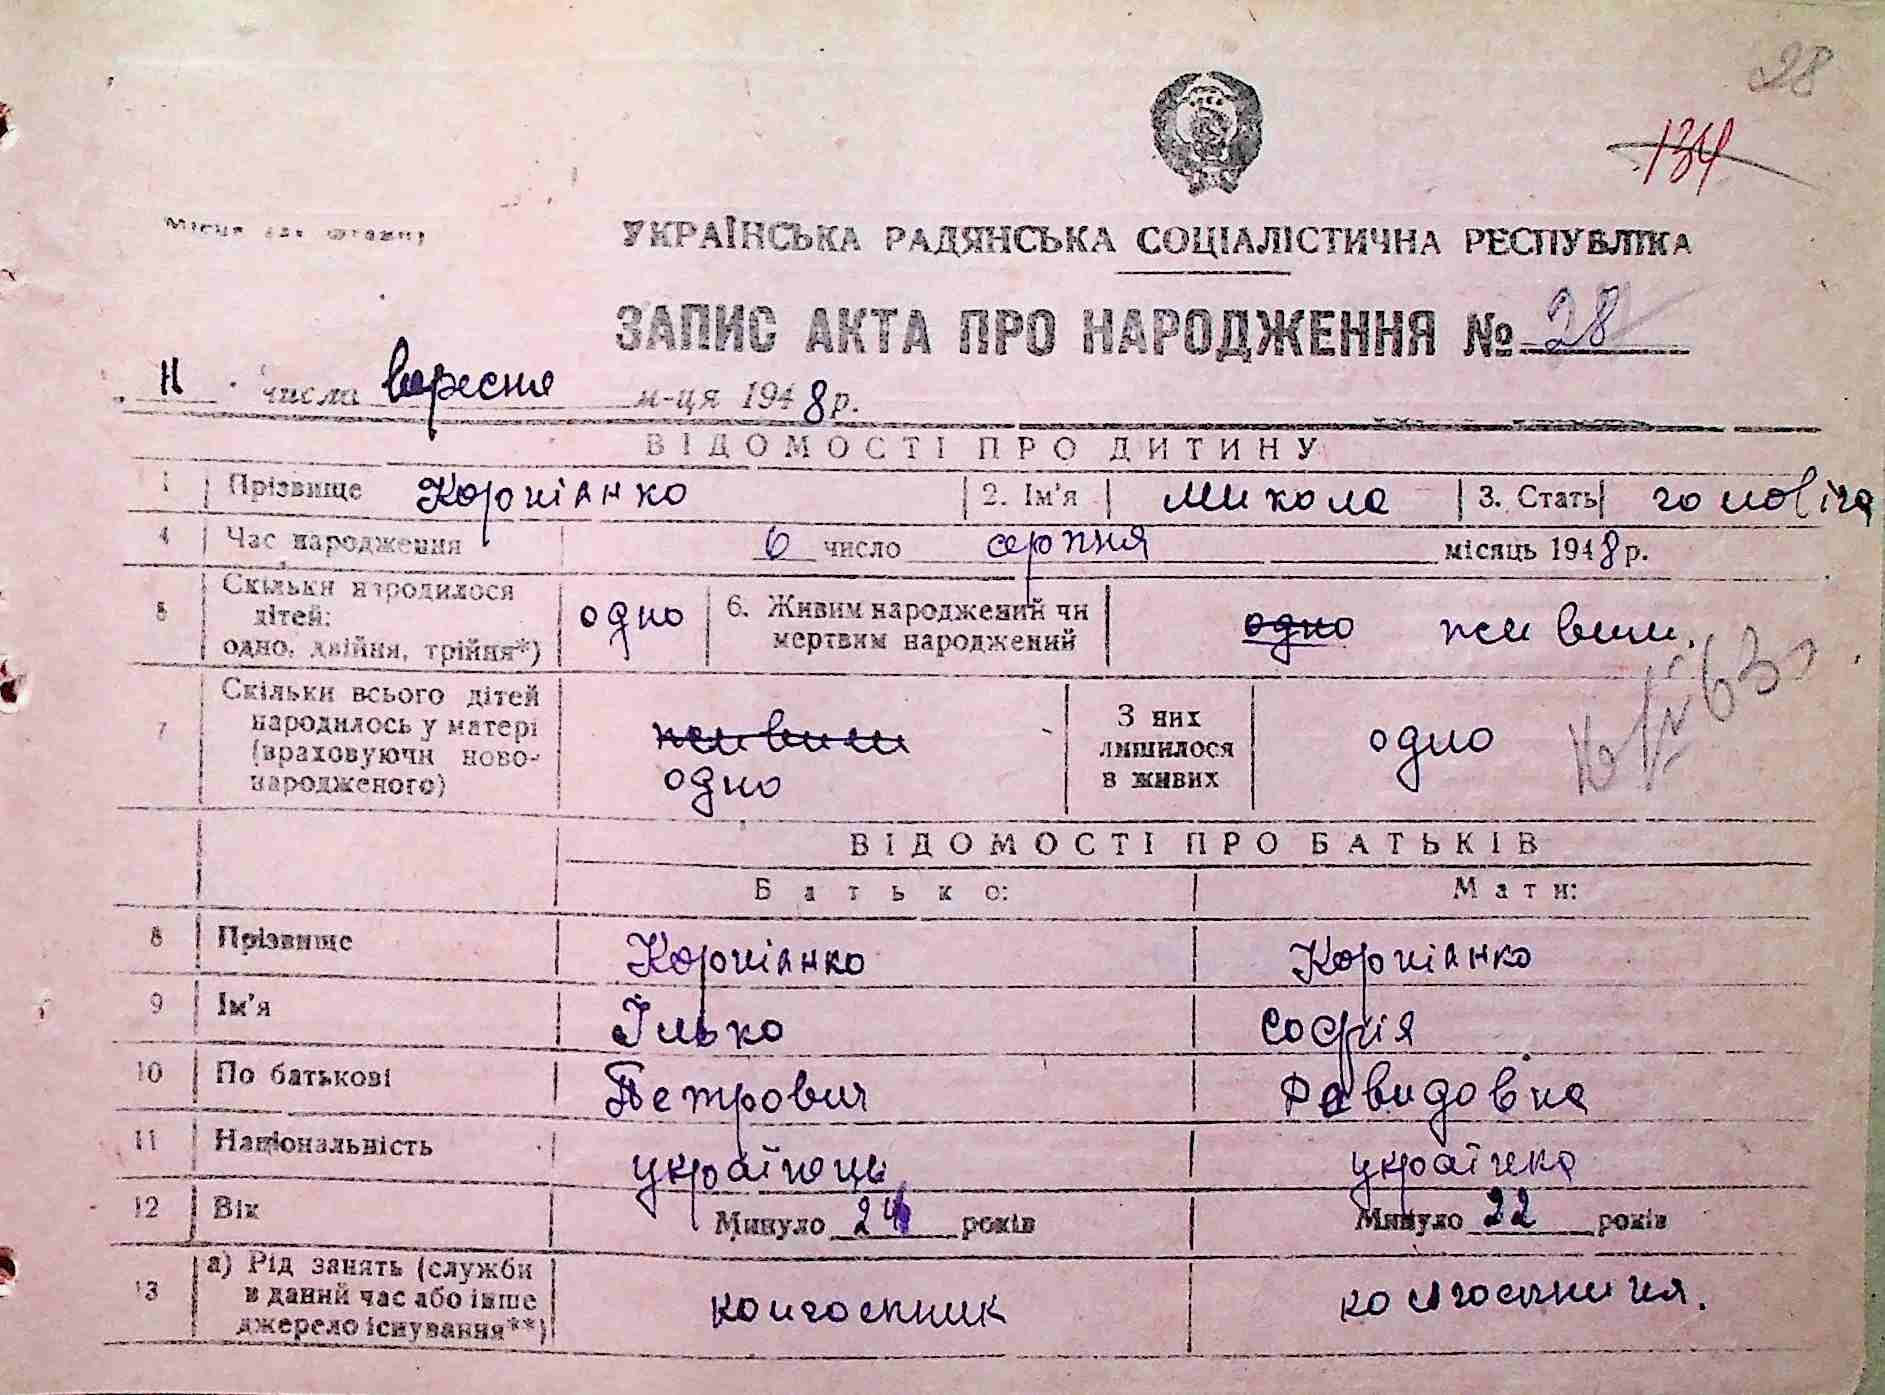 28
134
Місце для штампу
УКРАЇНСЬКА РАДЯНСЬКА СОЦІАЛІСТИЧНА РЕСПУБЛІКА
ЗАПИС АКТА ПРО НАРОДЖЕННЯ № 28
11 числа вересня м-ця 1948 р.
ВІДОМОСТІ ПРО ДИТИНУ
1 Прізвище Корпіанко 2. Ім'я Микола 3. Стать чоловіча
4 Час народження 6 число серпня місяць 1948 р.
5 Скільки народилося дітей: одно, двійня, трійня*) одно 6. Живим народжений чи мертвим народжений одно живим.
7 Скільки всього дітей народилось у матері (враховуючи новонародженого) живим одно З них лишилося в живих одно
ВІДОМОСТІ ПРО БАТЬКІВ
Батько: Мати:
8 Прізвище Корпіанко Корпіанко
9 Ім'я Ілько Софія
10 По батькові Петрович Давидовна
11 Національність українець українка
12 Вік Минуло 24 років Минуло 22 років
13 а) Рід занять (служби в даний час або інше джерело існування**) колгоспник колгоспниця.